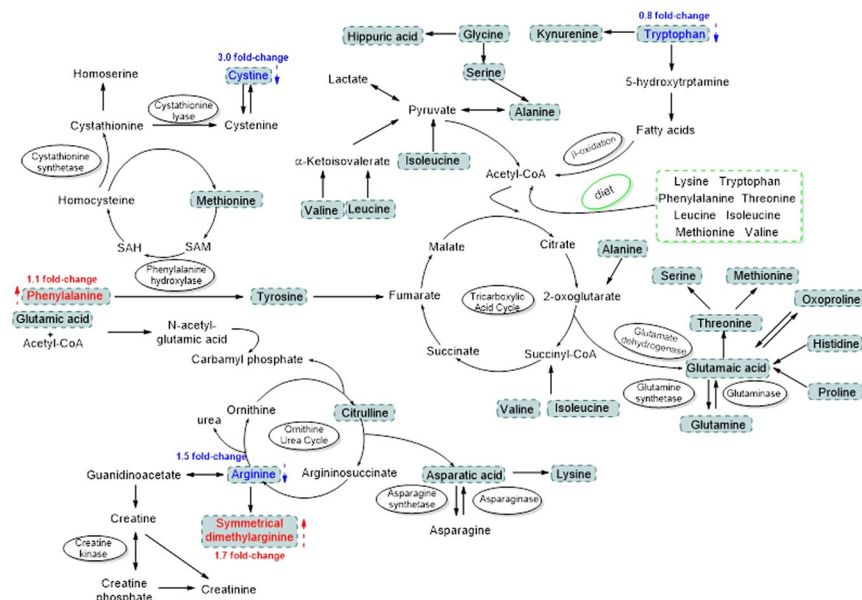 0.8 fold-change
Hippuric acid
Glycine
Kynurenine
Tryptophan
3.0 fold-change
Homoserine
Cystine
Serine
Lactate
5-hydroxytrptamine
Cystathionine
lyase
Pyruvate
Alanine
Cystathionine
Cystenine
Fatty acids
Cystathionine
synthetase
α-Ketoisovalerate
Isoleucine
β-oxidation
Acetyl-CoA
diet
Lysine Tryptophan
Phenylalanine Threonine
Leucine Isoleucine
Methionine Valine
Homocysteine
Methionine
Valine
Leucine
SAH
SAM
Malate
Citrate
Alanine
Phenylalanine
hydroxylase
1.1 fold-change
Phenylalanine
Tyrosine
Fumarate
Tricarboxylic
Acid Cycle
2-oxoglutarate
Serine
Methionine
Oxoproline
Glutamic acid
+
Acetyl-CoA
N-acetyl-
glutamic acid
Carbamyl phosphate
Succinate
Succinyl-CoA
Glutamate
dehydrogenase
Threonine
Histidine
Glutamaic acid
Glutamine
synthetase
Glutaminase
Proline
Glutamine
Valine
Isoleucine
Ornithine
Citrulline
urea
Ornithine
Urea Cycle
1.5 fold-change
Guanidinoacetate
Arginine
Argininosuccinate
Asparatic acid
Lysine
Asparagine
synthetase
Asparaginase
Asparagine
Creatine
Symmetrical
dimethylarginine
1.7 fold-change
Creatine
kinase
Creatine
phosphate
Creatinine